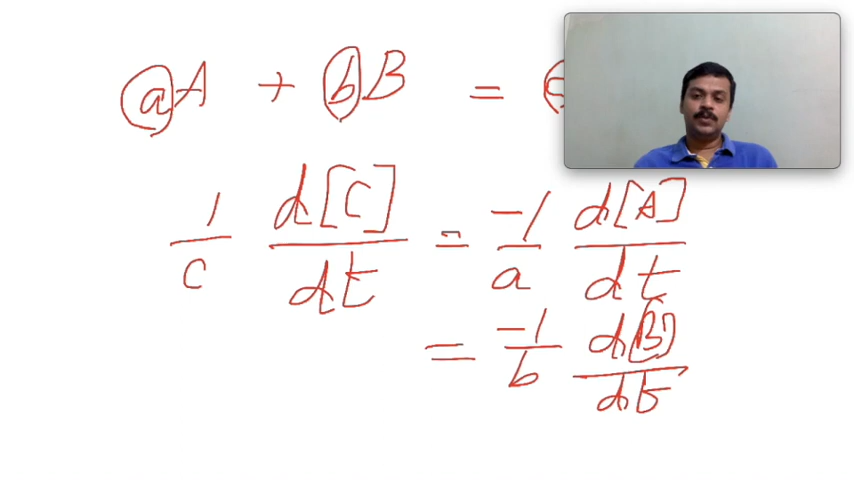 aA + bB =
1/c d[C]/dt = -1/a d[A]/dt
= -1/b d[B]/dt